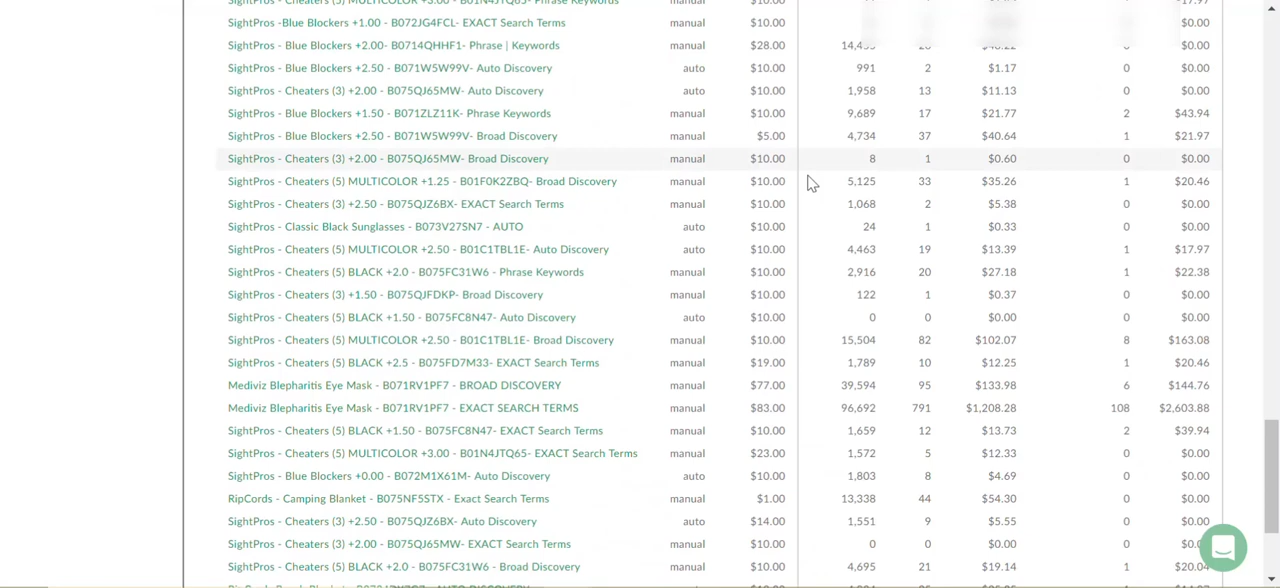 SightPros - Cheaters (5) MULTICOLOR +3.00 - B01N4JTQ65- Phrase Keywords manual $10.00 1 $17.97
SightPros -Blue Blockers +1.00 - B072JG4FCL- EXACT Search Terms manual $10.00 $0.00
SightPros - Blue Blockers +2.00- B0714QHHF1- Phrase | Keywords manual $28.00 $0.00
SightPros - Blue Blockers +2.50 - B071W5W99V- Auto Discovery auto $10.00 991 2 $1.17 0 $0.00
SightPros - Cheaters (3) +2.00 - B075QJ65MW- Auto Discovery auto $10.00 1,958 13 $11.13 0 $0.00
SightPros - Blue Blockers +1.50 - B071ZLZ11K- Phrase Keywords manual $10.00 9,689 17 $21.77 2 $43.94
SightPros - Blue Blockers +2.50 - B071W5W99V- Broad Discovery manual $5.00 4,734 37 $40.64 1 $21.97
SightPros - Cheaters (3) +2.00 - B075QJ65MW- Broad Discovery manual $10.00 8 1 $0.60 0 $0.00
SightPros - Cheaters (5) MULTICOLOR +1.25 - B01F0K2ZBQ- Broad Discovery manual $10.00 5,125 33 $35.26 1 $20.46
SightPros - Cheaters (3) +2.50 - B075QJZ6BX- EXACT Search Terms manual $10.00 1,068 2 $5.38 0 $0.00
SightPros - Classic Black Sunglasses - B073V27SN7 - AUTO auto $10.00 24 1 $0.33 0 $0.00
SightPros - Cheaters (5) MULTICOLOR +2.50 - B01C1TBL1E- Auto Discovery auto $10.00 4,463 19 $13.39 1 $17.97
SightPros - Cheaters (5) BLACK +2.0 - B075FC31W6 - Phrase Keywords manual $10.00 2,916 20 $27.18 1 $22.38
SightPros - Cheaters (3) +1.50 - B075QJFDKP- Broad Discovery manual $10.00 122 1 $0.37 0 $0.00
SightPros - Cheaters (5) BLACK +1.50 - B075FC8N47- Auto Discovery auto $10.00 0 0 $0.00 0 $0.00
SightPros - Cheaters (5) MULTICOLOR +2.50 - B01C1TBL1E- Broad Discovery manual $10.00 15,504 82 $102.07 8 $163.08
SightPros - Cheaters (5) BLACK +2.5 - B075FD7M33- EXACT Search Terms manual $19.00 1,789 10 $12.25 1 $20.46
Mediviz Blepharitis Eye Mask - B071RV1PF7 - BROAD DISCOVERY manual $77.00 39,594 95 $133.98 6 $144.76
Mediviz Blepharitis Eye Mask - B071RV1PF7 - EXACT SEARCH TERMS manual $83.00 96,692 791 $1,208.28 108 $2,603.88
SightPros - Cheaters (5) BLACK +1.50 - B075FC8N47- EXACT Search Terms manual $10.00 1,659 12 $13.73 2 $39.94
SightPros - Cheaters (5) MULTICOLOR +3.00 - B01N4JTQ65- EXACT Search Terms manual $23.00 1,572 5 $12.33 0 $0.00
SightPros - Blue Blockers +0.00 - B072M1X61M- Auto Discovery auto $10.00 1,803 8 $4.69 0 $0.00
RipCords - Camping Blanket - B075NF5STX - Exact Search Terms manual $1.00 13,338 44 $54.30 0 $0.00
SightPros - Cheaters (3) +2.50 - B075QJZ6BX- Auto Discovery auto $14.00 1,551 9 $5.55 0 $0.00
SightPros - Cheaters (3) +2.00 - B075QJ65MW- EXACT Search Terms manual $10.00 0 0 $0.00 0
SightPros - Cheaters (5) BLACK +2.0 - B075FC31W6 - Broad Discovery manual $10.00 4,695 21 $19.14 1 $20.04